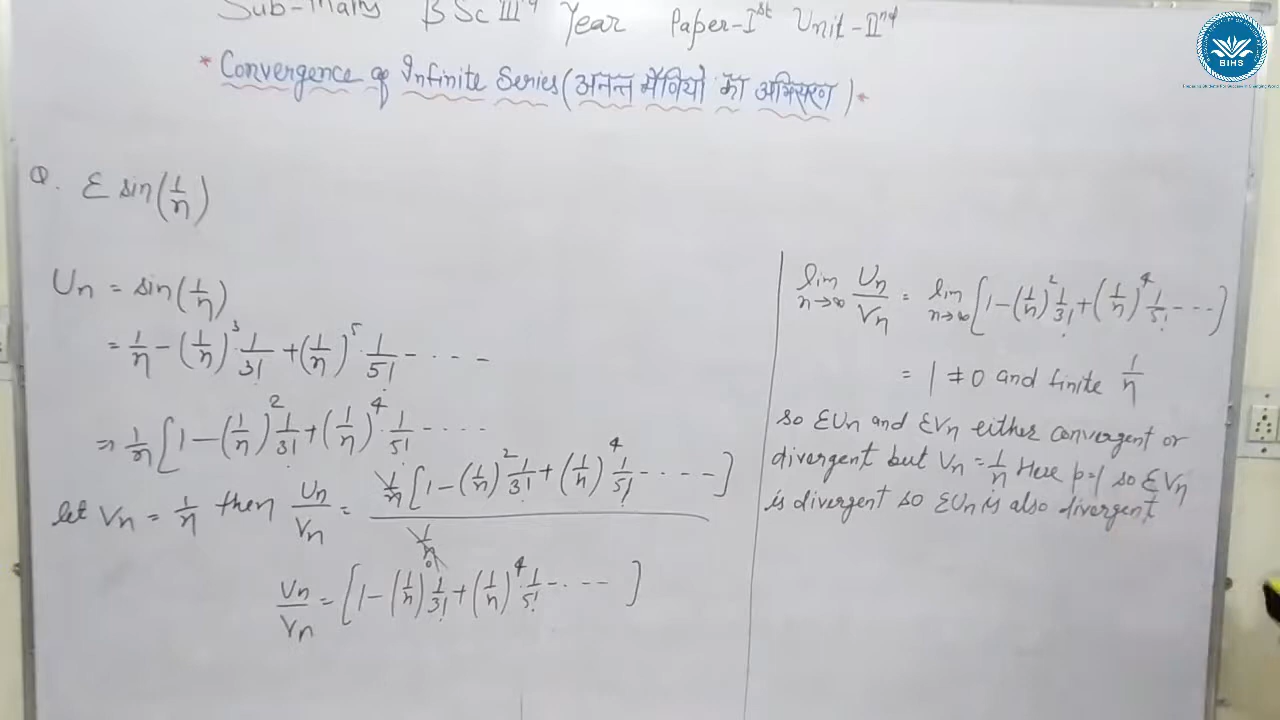 Sub-Maths BSc III Year Paper-Ist Unit-IInd
* Convergence of Infinite Series (अनन्त श्रेणियों का अभिसरण) *
BIHS
Q. Σ sin(1/n)
Un = sin(1/n)
= 1/n - (1/n)^3 · 1/3! + (1/n)^5 · 1/5! - - - -
= 1/n [1 - (1/n)^2 1/3! + (1/n)^4 · 1/5! - - - -
let Vn = 1/n then Un/Vn = 1/n [1 - (1/n)^2 1/3! + (1/n)^4 1/5! - - - - -] / 1/n
Un/Vn = [1 - (1/n)^2 1/3! + (1/n)^4 1/5! - - - - -]
lim n→∞ Un/Vn = lim n→∞ [1 - (1/n)^2 1/3! + (1/n)^4 1/5! - - - -]
= 1 ≠ 0 and finite 1/n
so ΣUn and ΣVn either convergent or
divergent but Vn = 1/n Here p=1 so ΣVn
is divergent so ΣUn is also divergent,